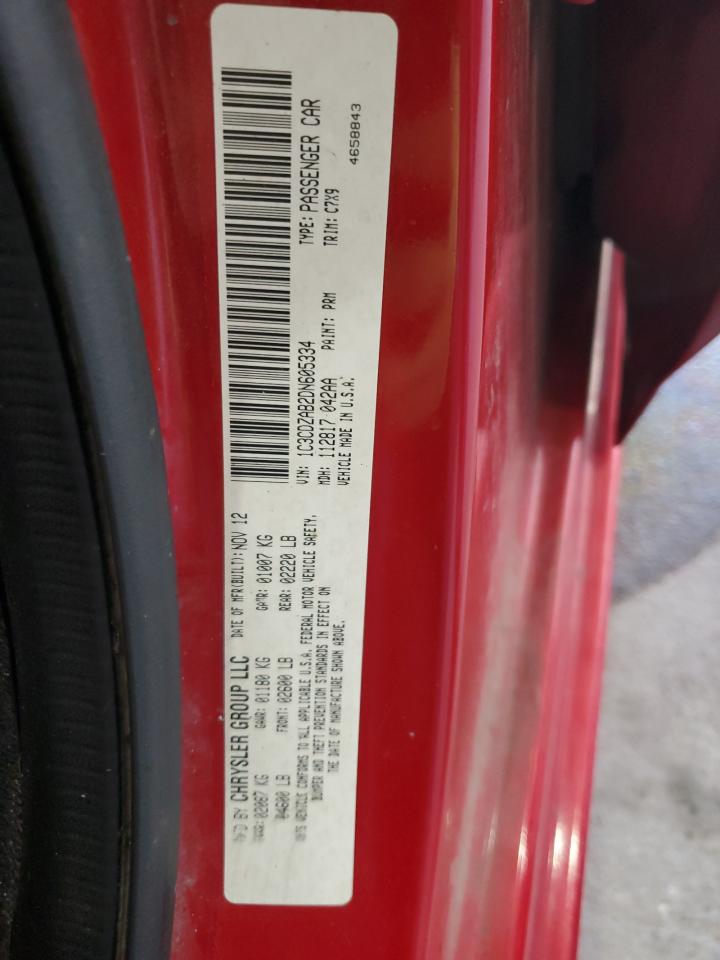 MFD BY CHRYSLER GROUP LLC DATE OF MFR(BUILT): NOV 12
GVWR: 02087 KG GAWR: 01180 KG GAWR: 01007 KG
04600 LB FRONT: 02600 LB REAR: 02220 LB
THIS VEHICLE CONFORMS TO ALL APPLICABLE U.S.A. FEDERAL MOTOR VEHICLE SAFETY,
BUMPER AND THEFT PREVENTION STANDARDS IN EFFECT ON
THE DATE OF MANUFACTURE SHOWN ABOVE.
VIN: 1C3CDZAB2DN605334 TYPE: PASSENGER CAR
MDH: 112817 042AA PAINT: PRM TRIM: C7X9
VEHICLE MADE IN U.S.A.
4658843